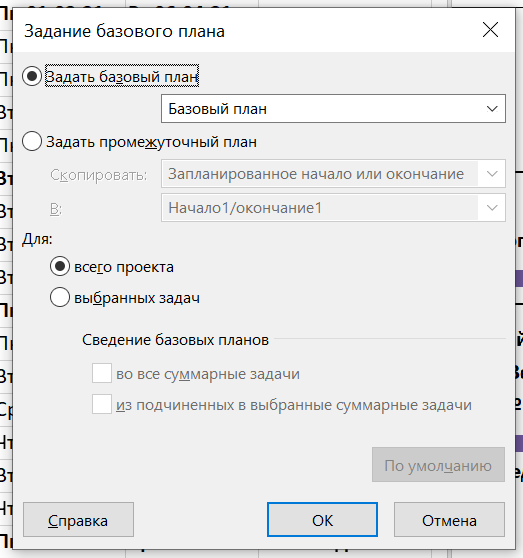 Задание базового плана
Задать базовый план
Базовый план
Задать промежуточный план
Скопировать: Запланированное начало или окончание
В: Начало1/окончание1
Для:
всего проекта
выбранных задач
Сведение базовых планов
во все суммарные задачи
из подчиненных в выбранные суммарные задачи
По умолчанию
Справка ОК Отмена